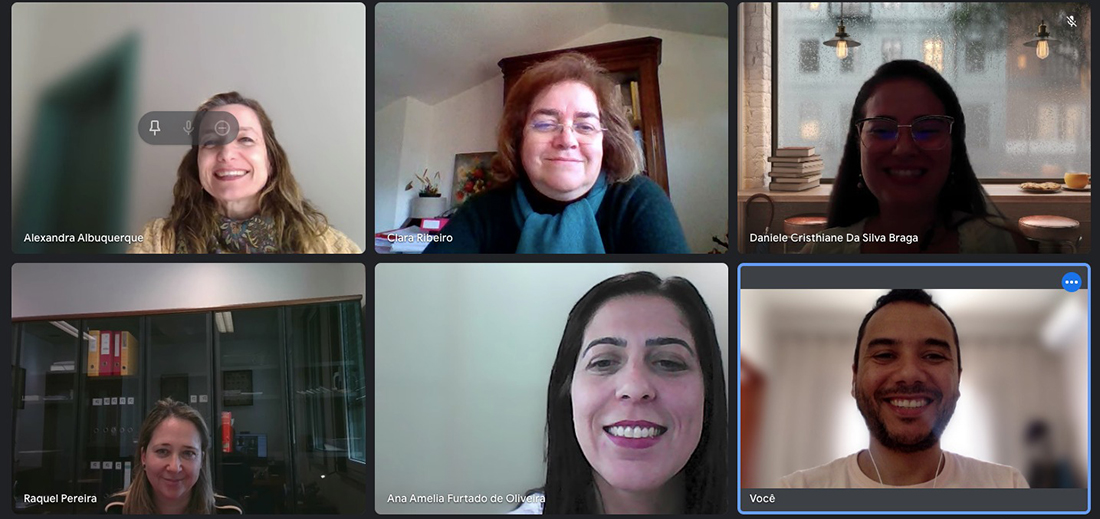 Alexandra Albuquerque
Clara Ribeiro
Daniele Cristhiane Da Silva Braga
Raquel Pereira
Ana Amelia Furtado de Oliveira
Você